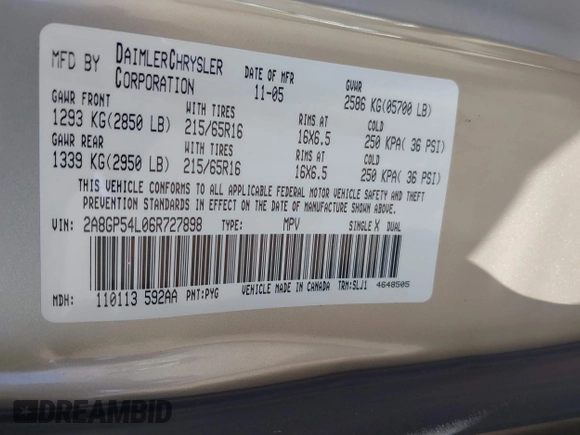 MFD BY DAIMLERCHRYSLER CORPORATION DATE OF MFR 11-05 GVWR 2586 KG(05700 LB)
GAWR FRONT WITH TIRES RIMS AT COLD
1293 KG(2850 LB) 215/65R16 16X6.5 250 KPA( 36 PSI)
GAWR REAR WITH TIRES RIMS AT COLD
1339 KG(2950 LB) 215/65R16 16X6.5 250 KPA( 36 PSI)
THIS VEHICLE CONFORMS TO ALL APPLICABLE FEDERAL MOTOR VEHICLE SAFETY AND THEFT
PREVENTION STANDARDS IN EFFECT ON THE DATE OF MANUFACTURE SHOWN ABOVE.
VIN: 2A8GP54L06R727898 TYPE: MPV SINGLE X DUAL
MDH: 110113 592AA PNT:PYG VEHICLE MADE IN CANADA TRM:SLJ1 4648505
DREAMBID